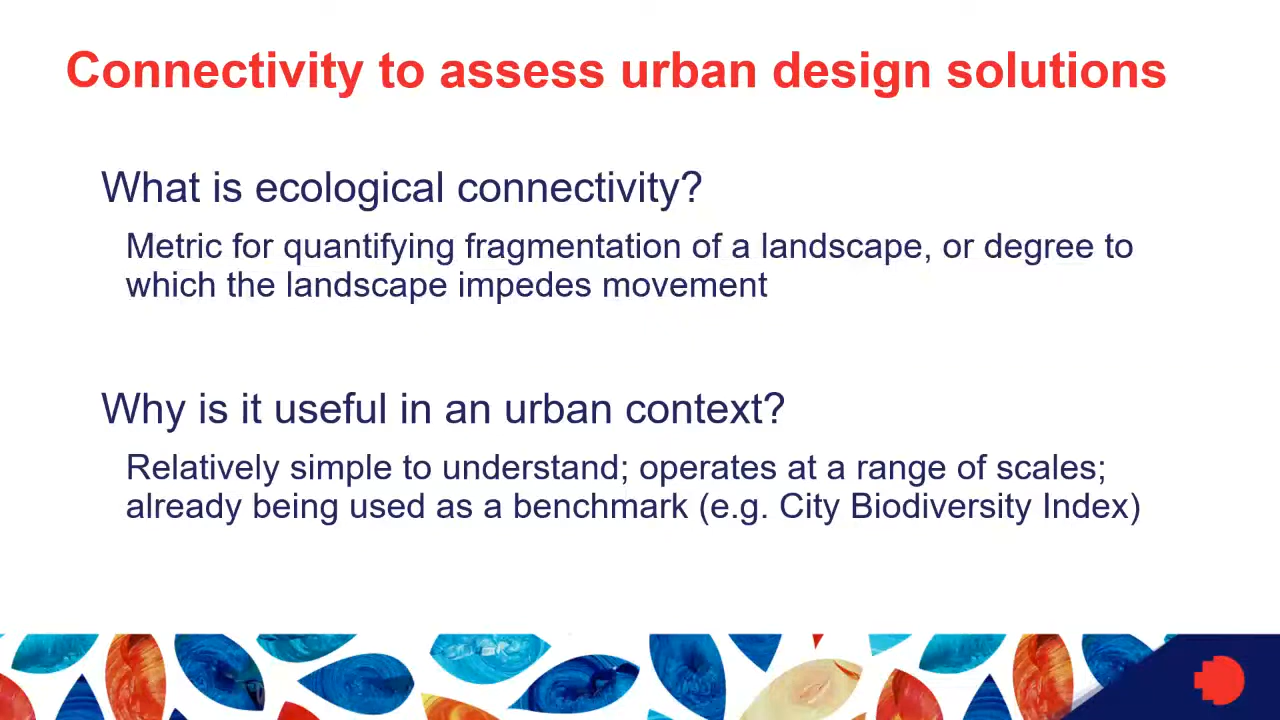 Connectivity to assess urban design solutions
What is ecological connectivity?
Metric for quantifying fragmentation of a landscape, or degree to
which the landscape impedes movement
Why is it useful in an urban context?
Relatively simple to understand; operates at a range of scales;
already being used as a benchmark (e.g. City Biodiversity Index)